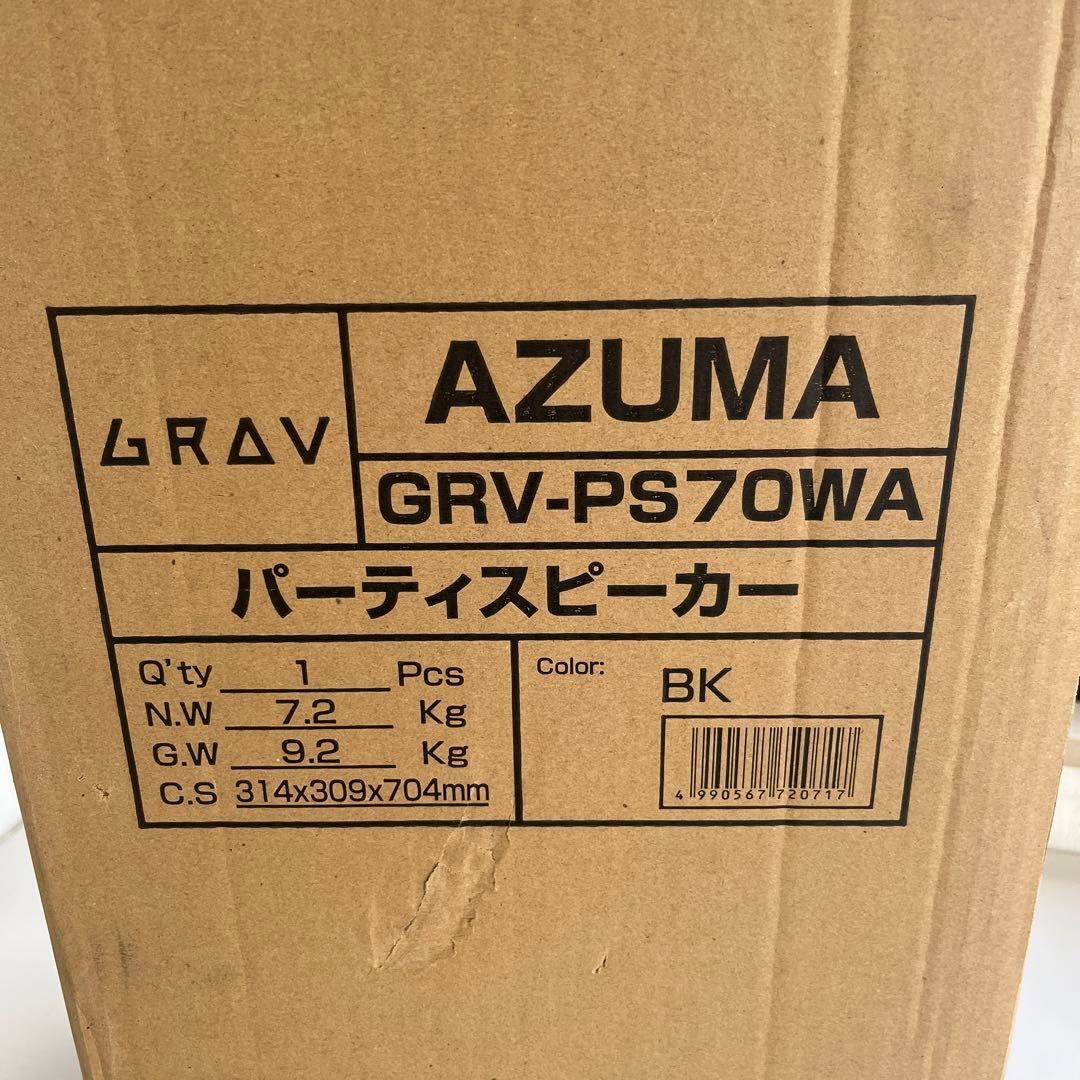 GRAV
AZUMA
GRV-PS70WA
パーティスピーカー
Q'ty 1 Pcs
N.W 7.2 Kg
G.W 9.2 Kg
C.S 314x309x704mm
Color:
BK
4 990567 720717